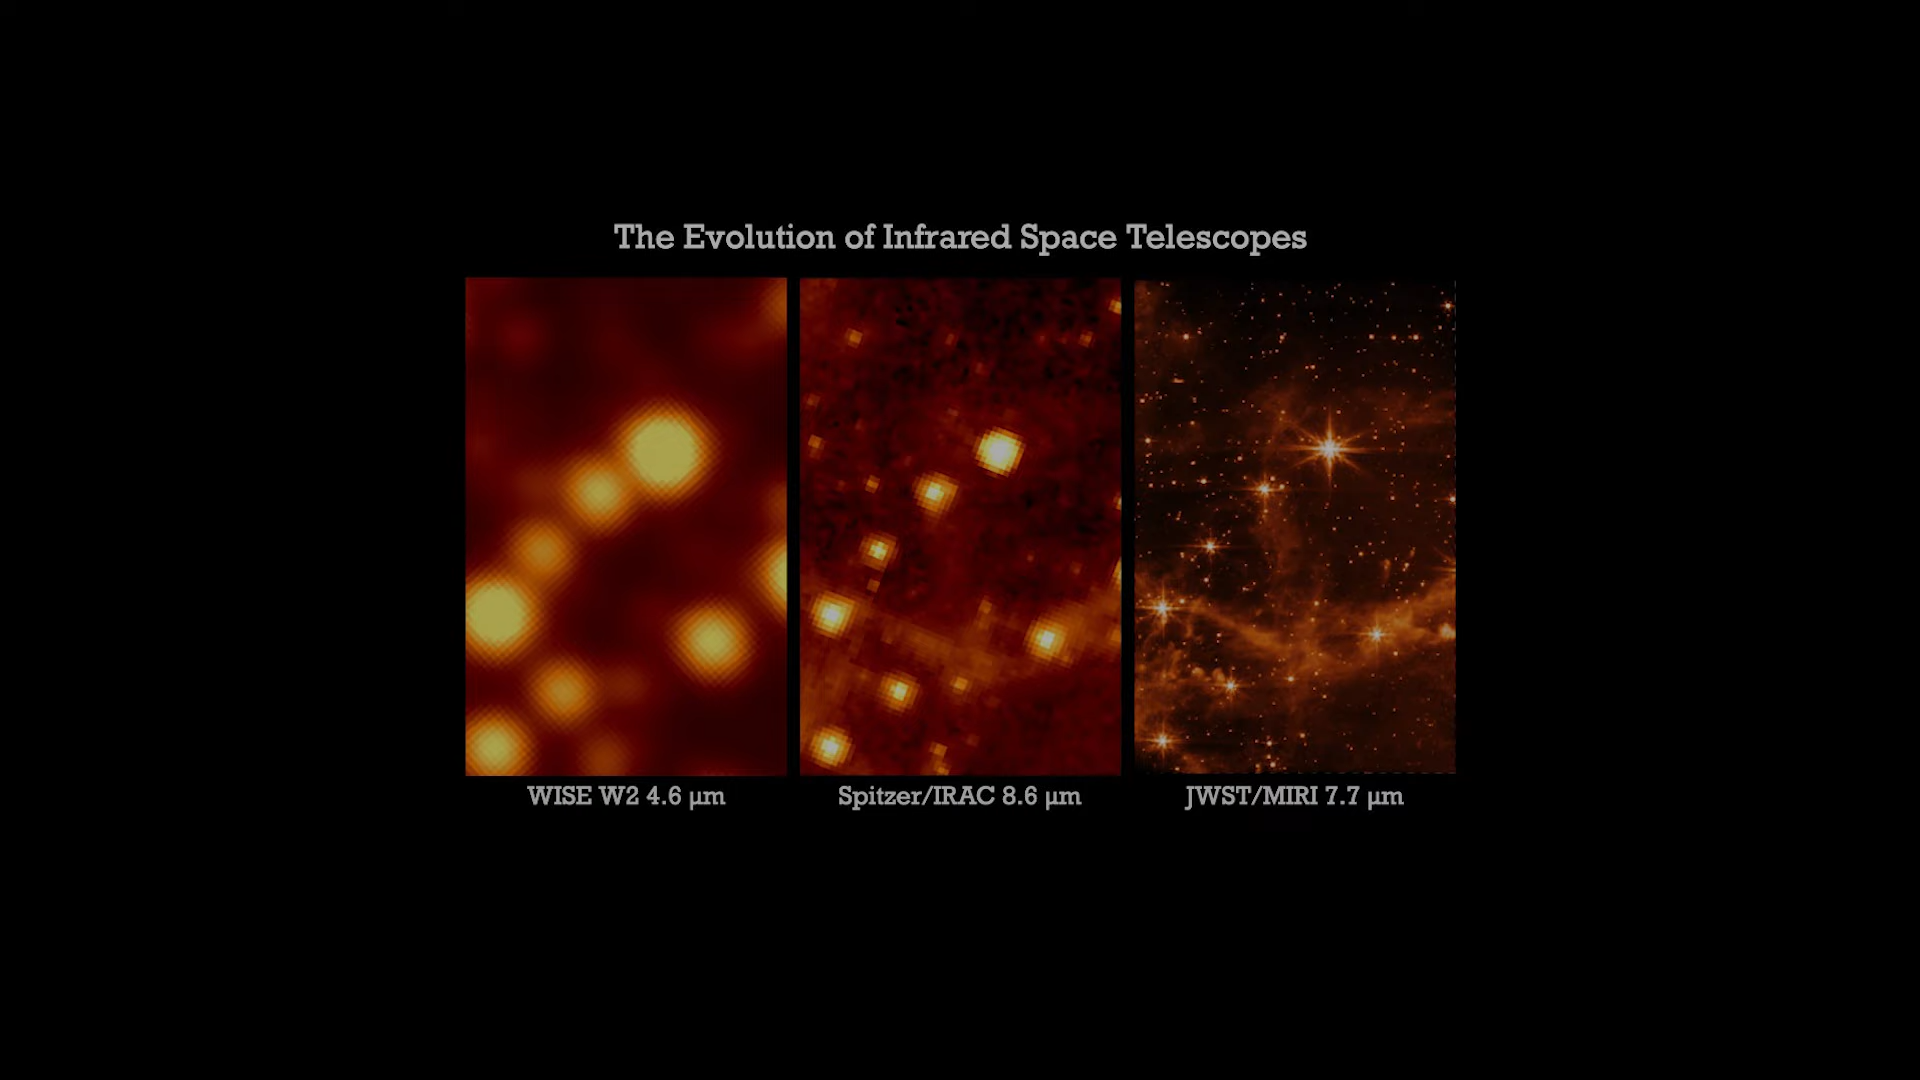 The Evolution of Infrared Space Telescopes
WISE W2 4.6 µm
Spitzer/IRAC 8.6 µm
JWST/MIRI 7.7 µm